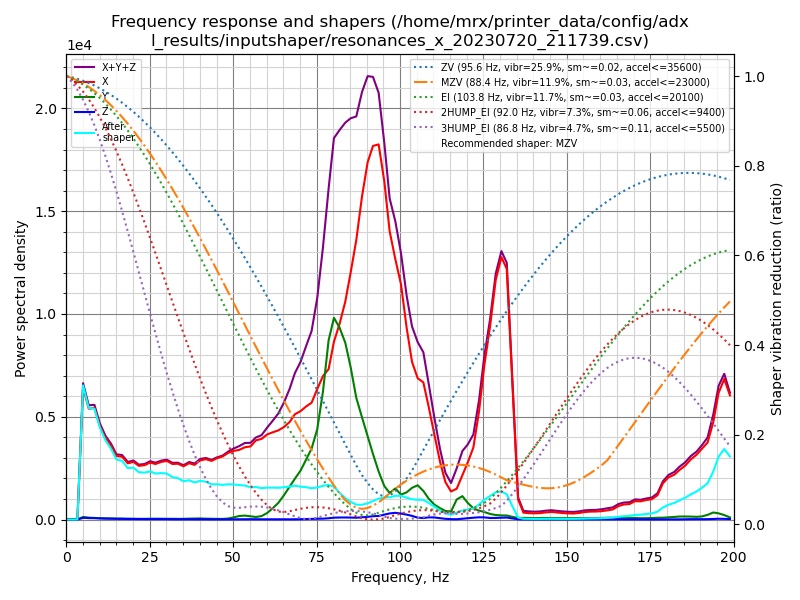 Frequency response and shapers (/home/mrx/printer_data/config/adx
l_results/inputshaper/resonances_x_20230720_211739.csv)
1e4
X+Y+Z
X
Y
Z
After
shaper
ZV (95.6 Hz, vibr=25.9%, sm~=0.02, accel<=35600)
MZV (88.4 Hz, vibr=11.9%, sm~=0.03, accel<=23000)
EI (103.8 Hz, vibr=11.7%, sm~=0.03, accel<=20100)
2HUMP_EI (92.0 Hz, vibr=7.3%, sm~=0.06, accel<=9400)
3HUMP_EI (86.8 Hz, vibr=4.7%, sm~=0.11, accel<=5500)
Recommended shaper: MZV
Power spectral density
2.0
1.5
1.0
0.5
0.0
1.0
0.8
0.6
0.4
0.2
0.0
Shaper vibration reduction (ratio)
0 25 50 75 100 125 150 175 200
Frequency, Hz